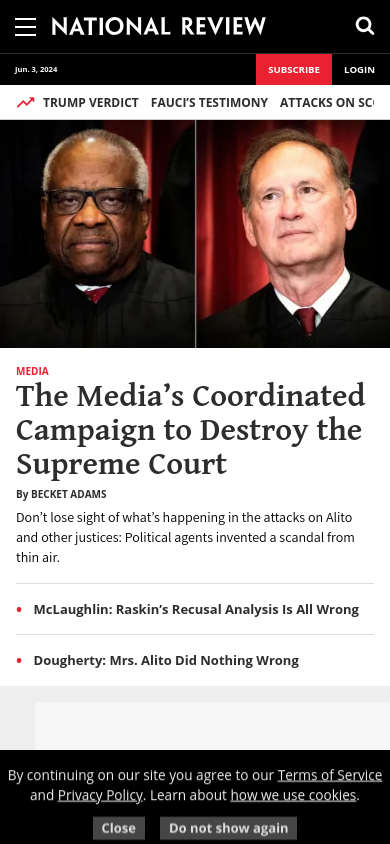 NATIONAL REVIEW
Jun. 3, 2024
SUBSCRIBE
LOGIN
TRUMP VERDICT FAUCI’S TESTIMONY ATTACKS ON SC
MEDIA
The Media’s Coordinated
Campaign to Destroy the
Supreme Court
By BECKET ADAMS
Don’t lose sight of what’s happening in the attacks on Alito
and other justices: Political agents invented a scandal from
thin air.
McLaughlin: Raskin’s Recusal Analysis Is All Wrong
Dougherty: Mrs. Alito Did Nothing Wrong
By continuing on our site you agree to our Terms of Service
and Privacy Policy. Learn about how we use cookies.
Close
Do not show again